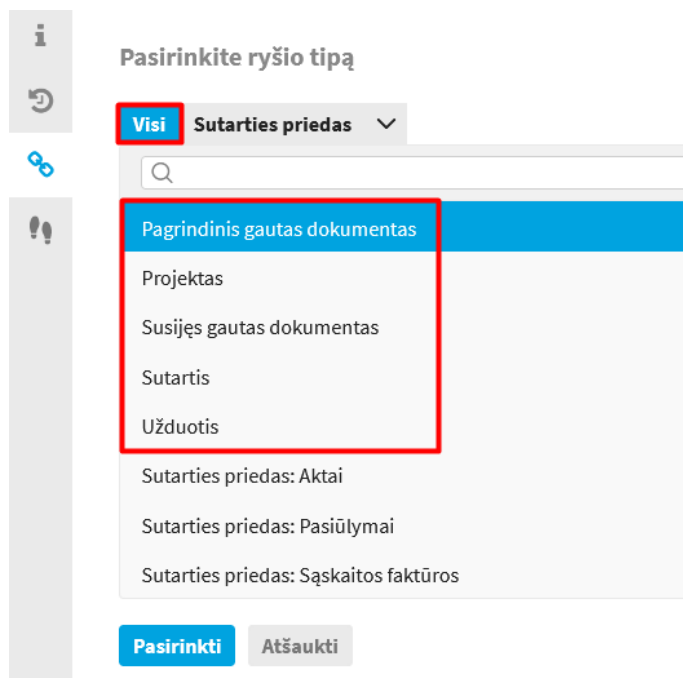 Pasirinkite ryšio tipą
Visi Sutarties priedas
Pagrindinis gautas dokumentas
Projektas
Susijęs gautas dokumentas
Sutartis
Užduotis
Sutarties priedas: Aktai
Sutarties priedas: Pasiūlymai
Sutarties priedas: Sąskaitos faktūros
Pasirinkti Atšaukti